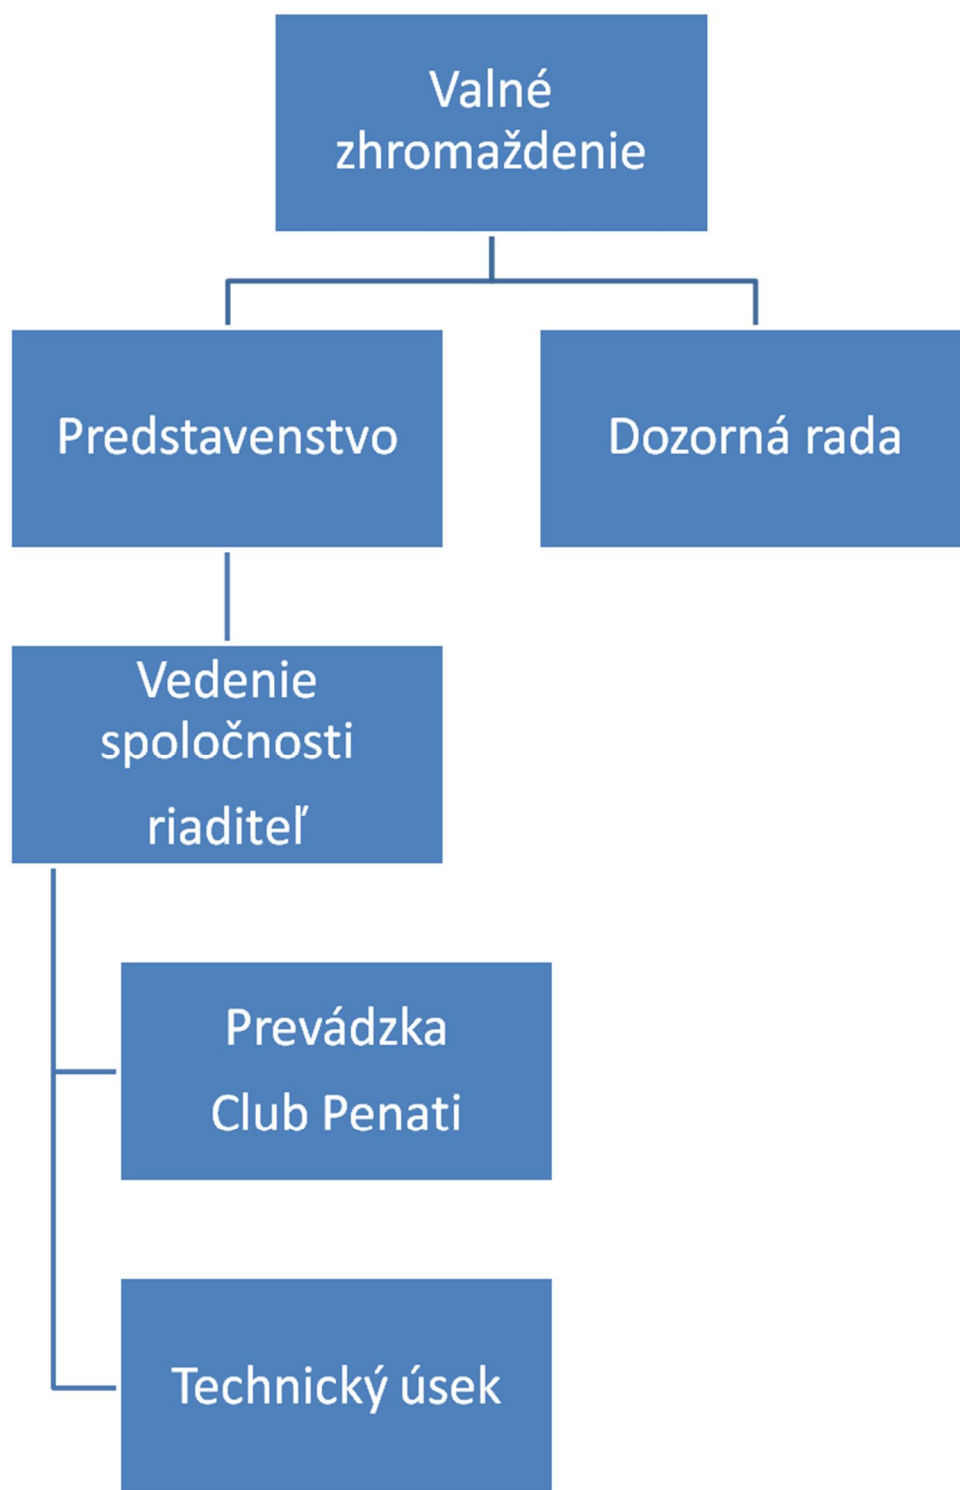 Valné
zhromaždenie
Predstavenstvo
Dozorná rada
Vedenie
spoločnosti
riaditeľ
Prevádzka
Club Penati
Technický úsek